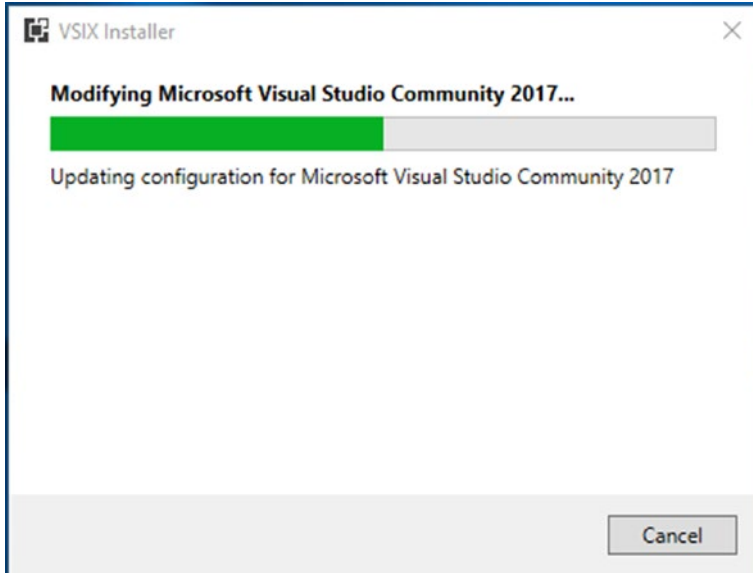 VSIX Installer
Modifying Microsoft Visual Studio Community 2017...
Updating configuration for Microsoft Visual Studio Community 2017
Cancel